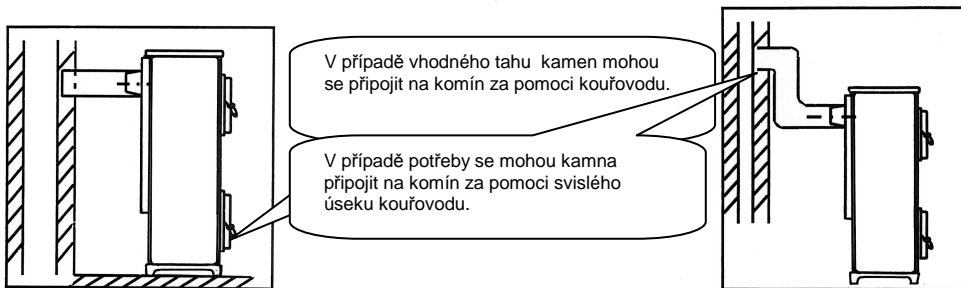 V případě vhodného tahu kamen mohou
se připojit na komín za pomoci kouřovodu.
V případě potřeby se mohou kamna
připojit na komín za pomoci svislého
úseku kouřovodu.